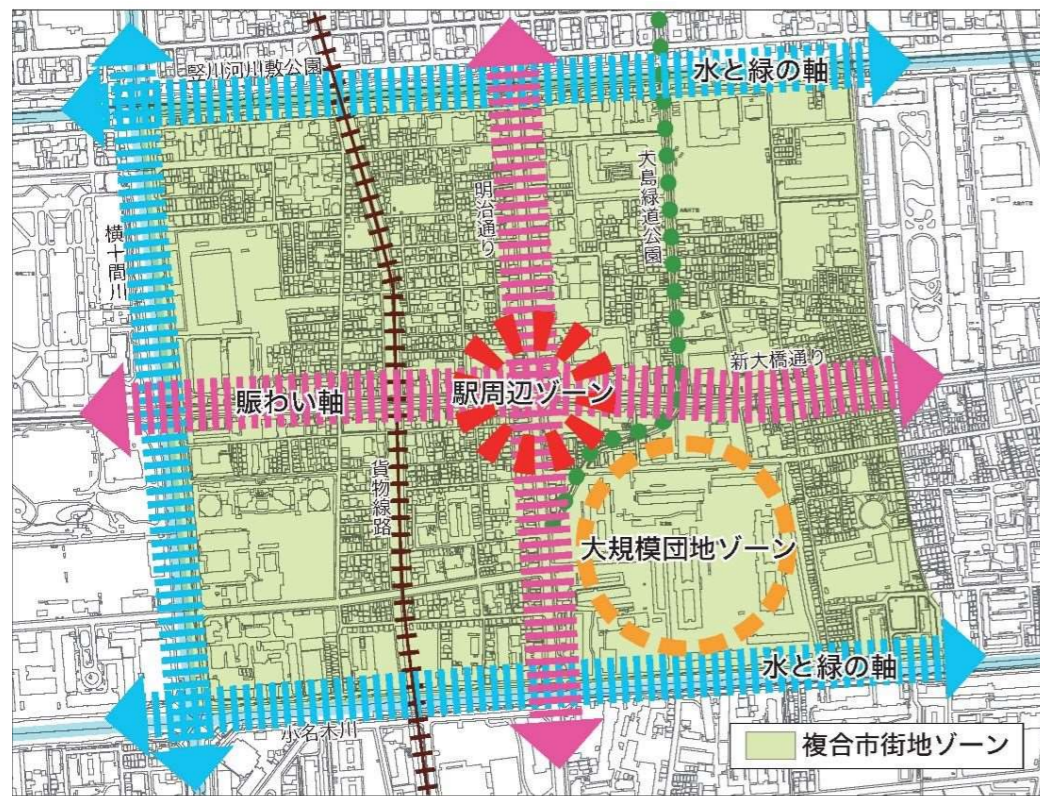 竪川河川敷公園
水と緑の軸
明治通り
大島緑道公園
横十間川
新大橋通り
賑わい軸
駅周辺ゾーン
貨物線路
大規模団地ゾーン
水と緑の軸
小名木川
複合市街地ゾーン